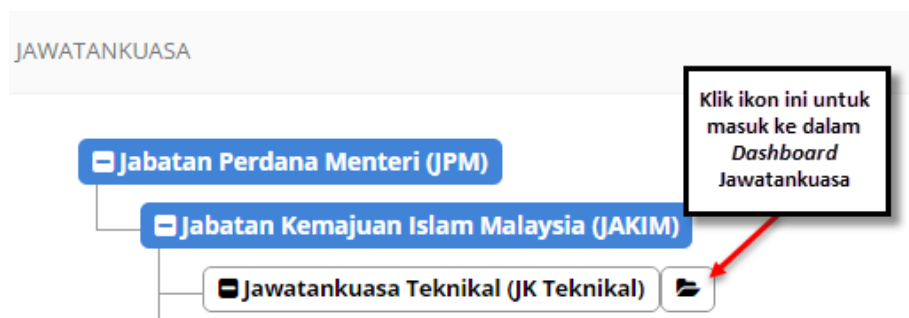 JAWATANKUASA
Klik ikon ini untuk
masuk ke dalam
Dashboard
Jawatankuasa
Jabatan Perdana Menteri (JPM)
Jabatan Kemajuan Islam Malaysia (JAKIM)
Jawatankuasa Teknikal (JK Teknikal)